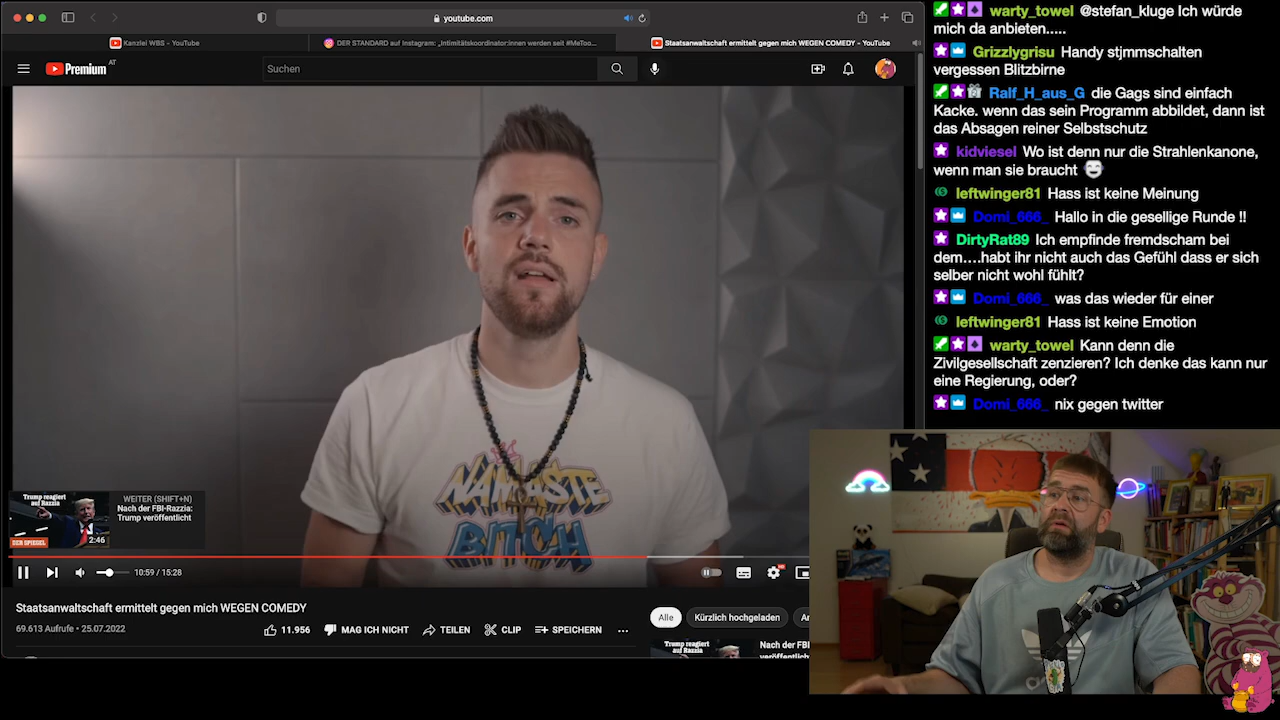 youtube.com
Kanzlei WBS - YouTube
DER STANDARD auf Instagram: „Intimitätskoordinator:innen werden seit #MeToo...
Staatsanwaltschaft ermittelt gegen mich WEGEN COMEDY - YouTube
Premium AT
Suchen
NAMASTE
BITCH
Trump reagiert
auf Razzia
DER SPIEGEL
2:46
WEITER (SHIFT+N)
Nach der FBI-Razzia:
Trump veröffentlicht
10:59 / 15:28
Staatsanwaltschaft ermittelt gegen mich WEGEN COMEDY
69.613 Aufrufe • 25.07.2022
11.956
MAG ICH NICHT
TEILEN
CLIP
SPEICHERN
Alle
Kürzlich hochgeladen
Trump reagiert
Nach der FBI
warty_towel @stefan_kluge Ich würde
mich da anbieten.....
Grizzlygrisu Handy stjmmschalten
vergessen Blitzbirne
Ralf_H_aus_G die Gags sind einfach
Kacke. wenn das sein Programm abbildet, dann ist
das Absagen reiner Selbstschutz
kidviesel Wo ist denn nur die Strahlenkanone,
wenn man sie braucht
leftwinger81 Hass ist keine Meinung
Domi_666_ Hallo in die gesellige Runde !!
DirtyRat89 Ich empfinde fremdscham bei
dem....habt ihr nicht auch das Gefühl dass er sich
selber nicht wohl fühlt?
Domi_666_ was das wieder für einer
leftwinger81 Hass ist keine Emotion
warty_towel Kann denn die
Zivilgesellschaft zenzieren? Ich denke das kann nur
eine Regierung, oder?
Domi_666_ nix gegen twitter